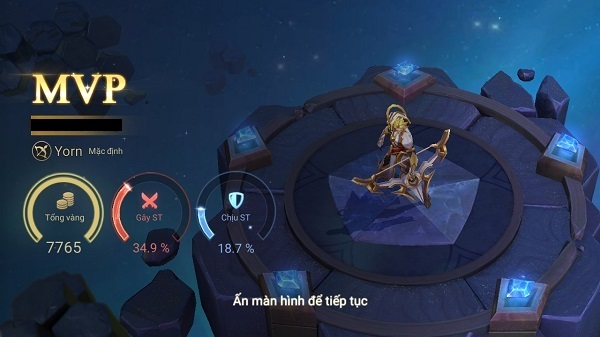 MVP
Yorn Mặc định
Tổng vàng
7765
Gây ST
34.9 %
Chịu ST
18.7 %
Ấn màn hình để tiếp tục